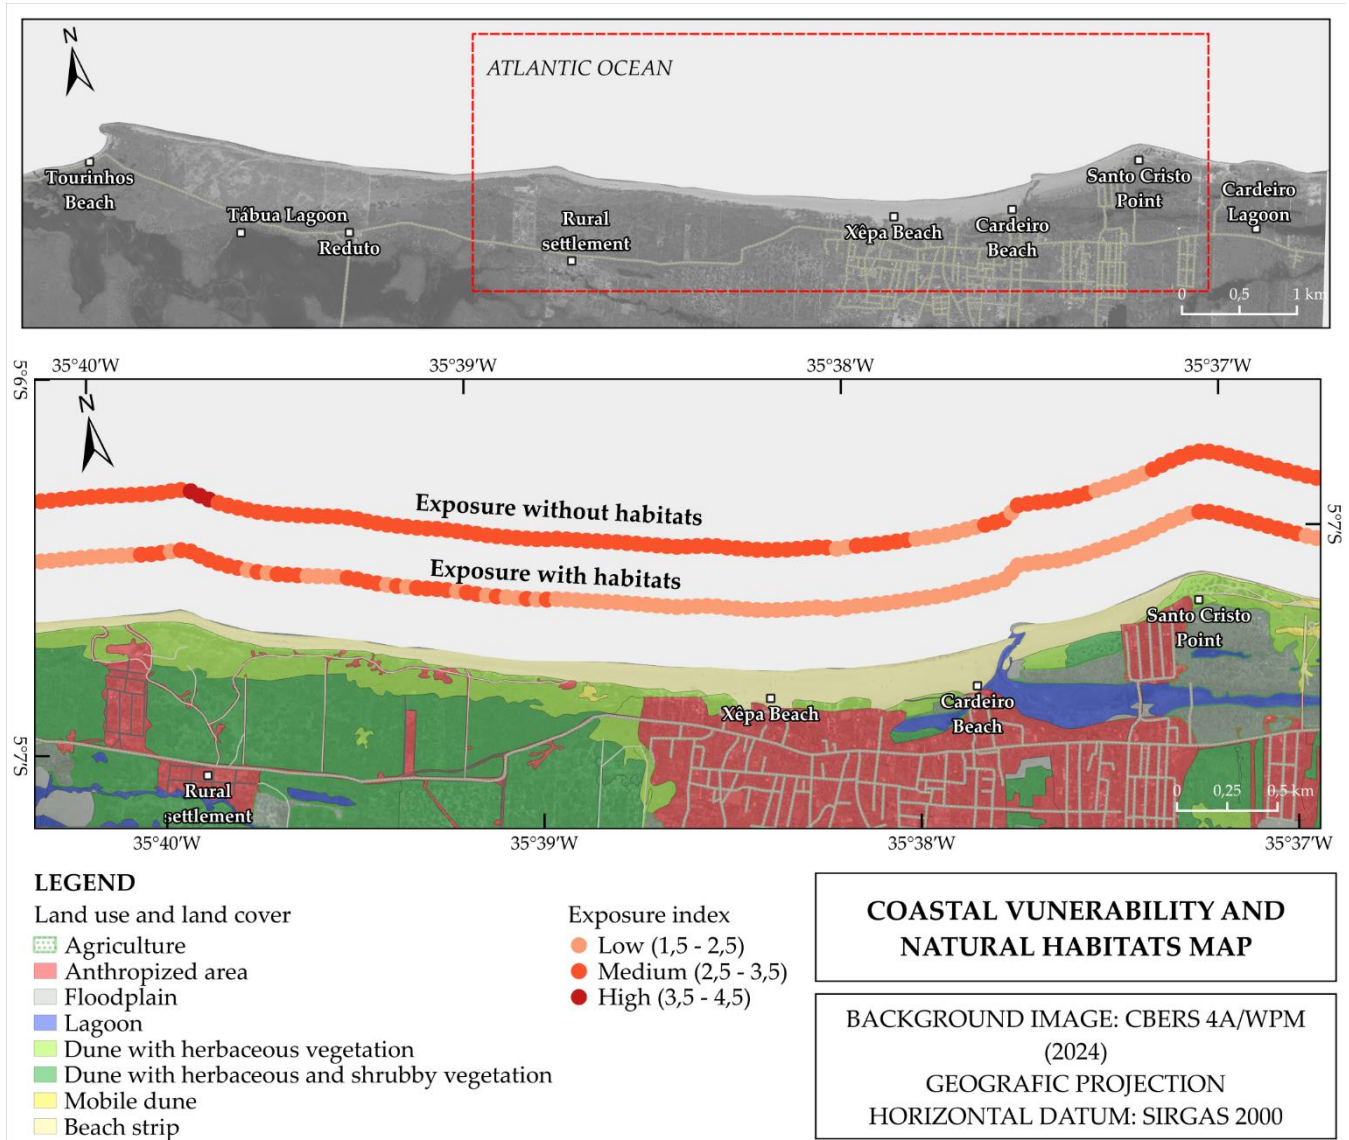 N
ATLANTIC OCEAN
Tourinhos
Beach
Tábua Lagoon
Reduto
Rural
settlement
Xêpa Beach
Cardeiro
Beach
Santo Cristo
Point
Cardeiro
Lagoon
0 0,5 1 km
35°40'W 35°39'W 35°38'W 35°37'W
5°6'S
N
Exposure without habitats
5°7'S
Exposure with habitats
Santo Cristo
Point
Xêpa Beach
Cardeiro
Beach
5°7'S
Rural
settlement
0 0,25 0,5 km
35°40'W 35°39'W 35°38'W 35°37'W
LEGEND
Land use and land cover
Agriculture
Anthropized area
Floodplain
Lagoon
Dune with herbaceous vegetation
Dune with herbaceous and shrubby vegetation
Mobile dune
Beach strip
Exposure index
Low (1,5 - 2,5)
Medium (2,5 - 3,5)
High (3,5 - 4,5)
COASTAL VUNERABILITY AND
NATURAL HABITATS MAP
BACKGROUND IMAGE: CBERS 4A/WPM
(2024)
GEOGRAFIC PROJECTION
HORIZONTAL DATUM: SIRGAS 2000